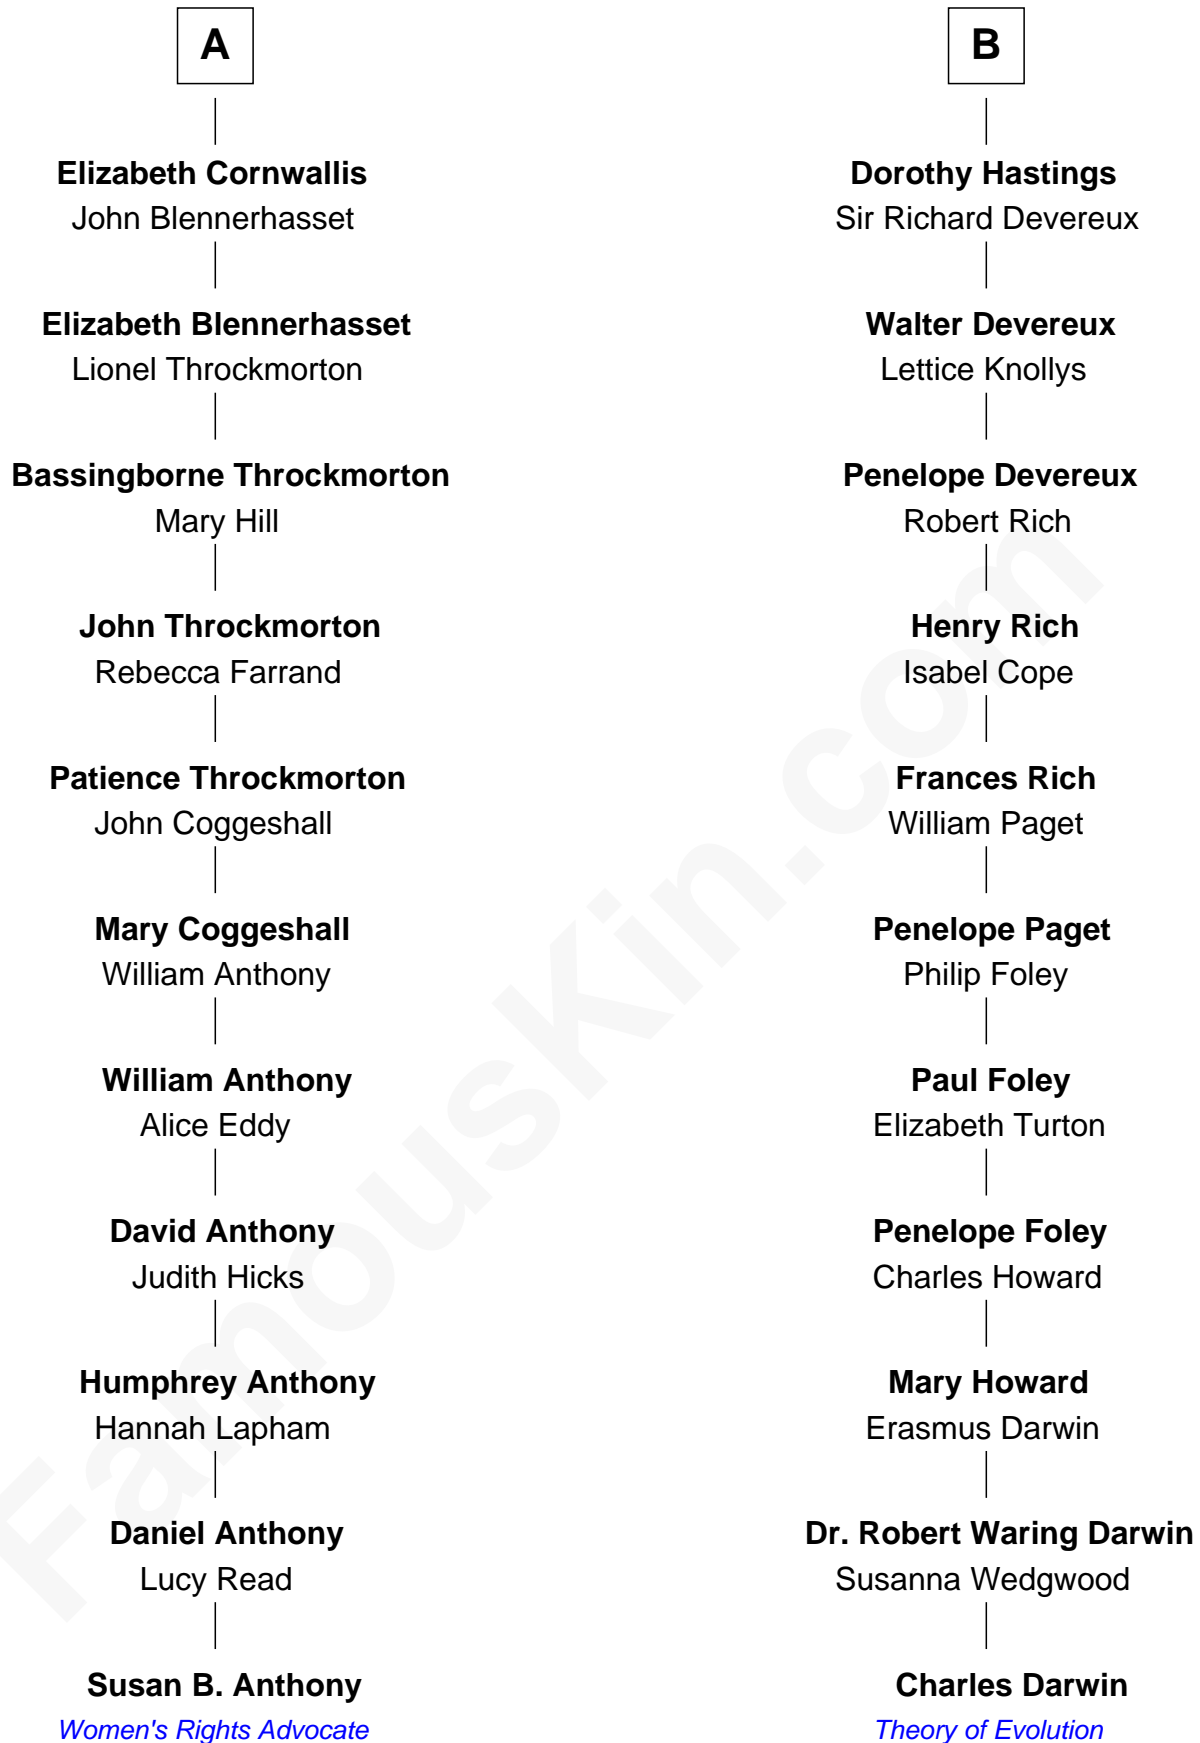 A
Elizabeth Cornwallis
John Blennerhasset
Elizabeth Blennerhasset
Lionel Throckmorton
Bassingborne Throckmorton
Mary Hill
John Throckmorton
Rebecca Farrand
Patience Throckmorton
John Coggeshall
Mary Coggeshall
William Anthony
William Anthony
Alice Eddy
David Anthony
Judith Hicks
Humphrey Anthony
Hannah Lapham
Daniel Anthony
Lucy Read
Susan B. Anthony
Women's Rights Advocate
B
Dorothy Hastings
Sir Richard Devereux
Walter Devereux
Lettice Knollys
Penelope Devereux
Robert Rich
Henry Rich
Isabel Cope
Frances Rich
William Paget
Penelope Paget
Philip Foley
Paul Foley
Elizabeth Turton
Penelope Foley
Charles Howard
Mary Howard
Erasmus Darwin
Dr. Robert Waring Darwin
Susanna Wedgwood
Charles Darwin
Theory of Evolution
FamousKin.com